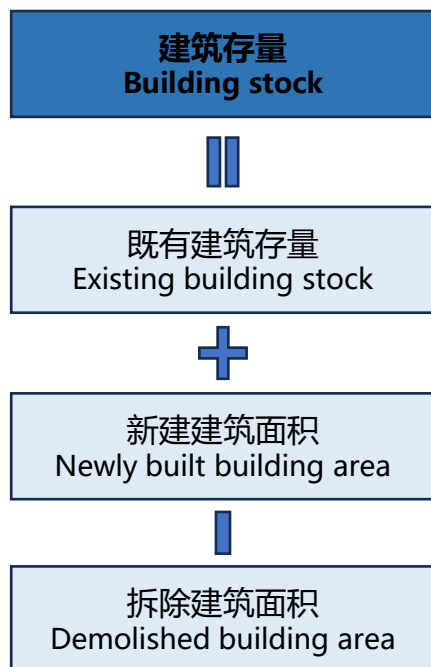 建筑存量
Building stock
既有建筑存量
Existing building stock
新建建筑面积
Newly built building area
拆除建筑面积
Demolished building area